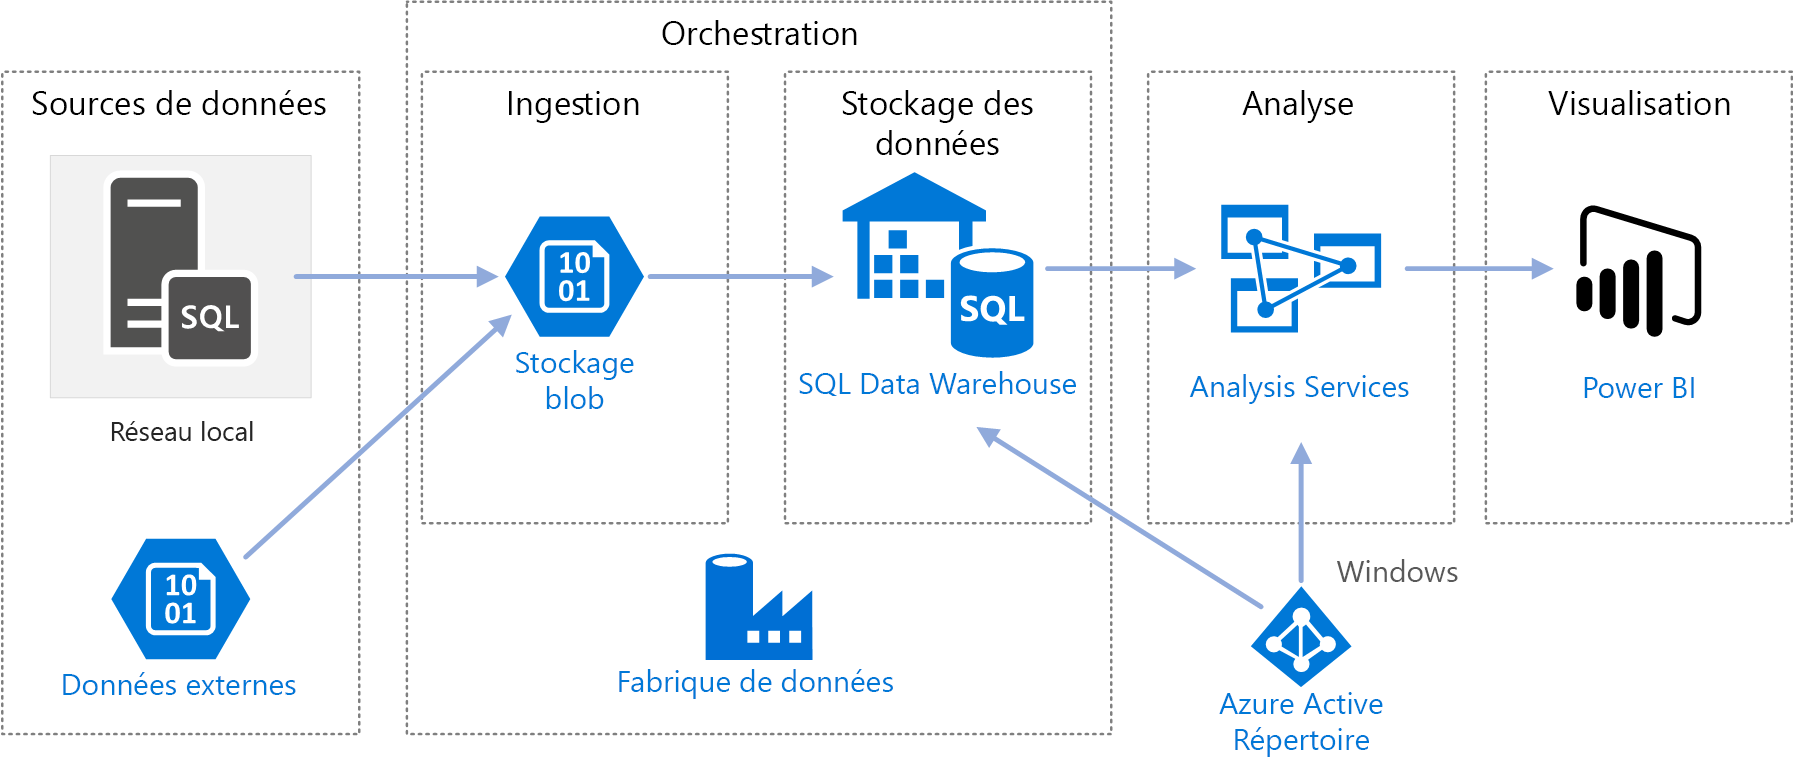 Orchestration
Sources de données
Ingestion
Stockage des
données
Analyse
Visualisation
SQL
10
01
SQL
Stockage
blob
SQL Data Warehouse
Analysis Services
Power BI
Réseau local
10
01
Données externes
Fabrique de données
Windows
Azure Active
Répertoire